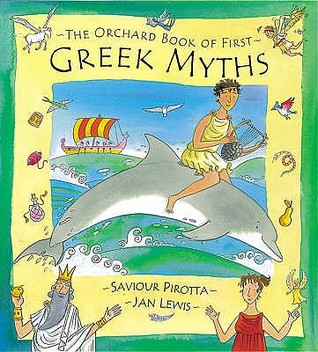 ~THE ORCHARD BOOK OF FIRST~
GREEK MYTHS
~SAVIOUR PIROTTA~
~JAN LEWIS~